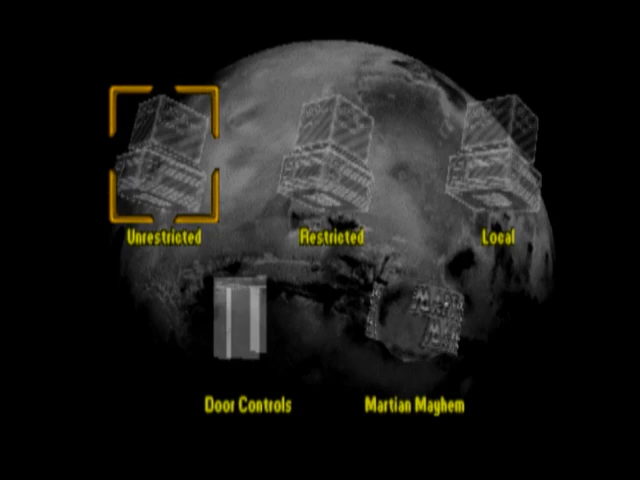 Unrestricted
Restricted
Local
Door Controls
Martian Mayhem